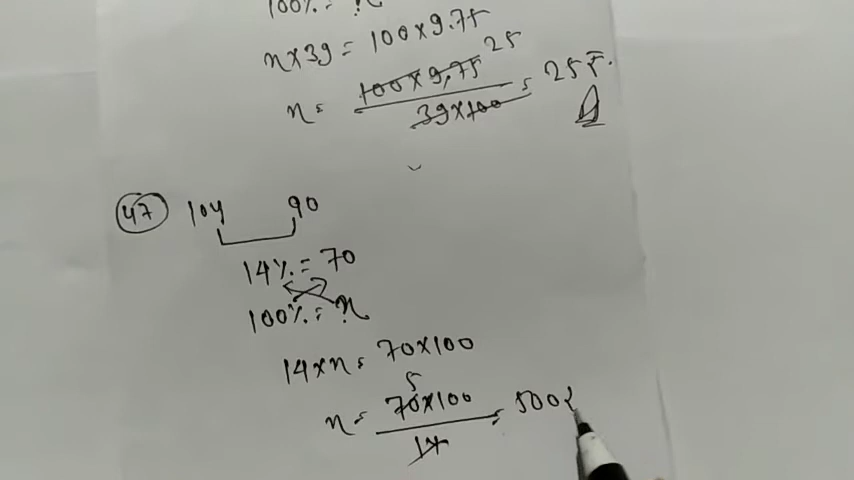 100% = n
n × 39 = 100 × 9.75
25
n = 100 × 9.75 / 39 × 100 = 25 ₹.
47 104 90
14% = 70
100% = n
14 × n = 70 × 100
5
n = 70 × 100 / 14 = 500₹